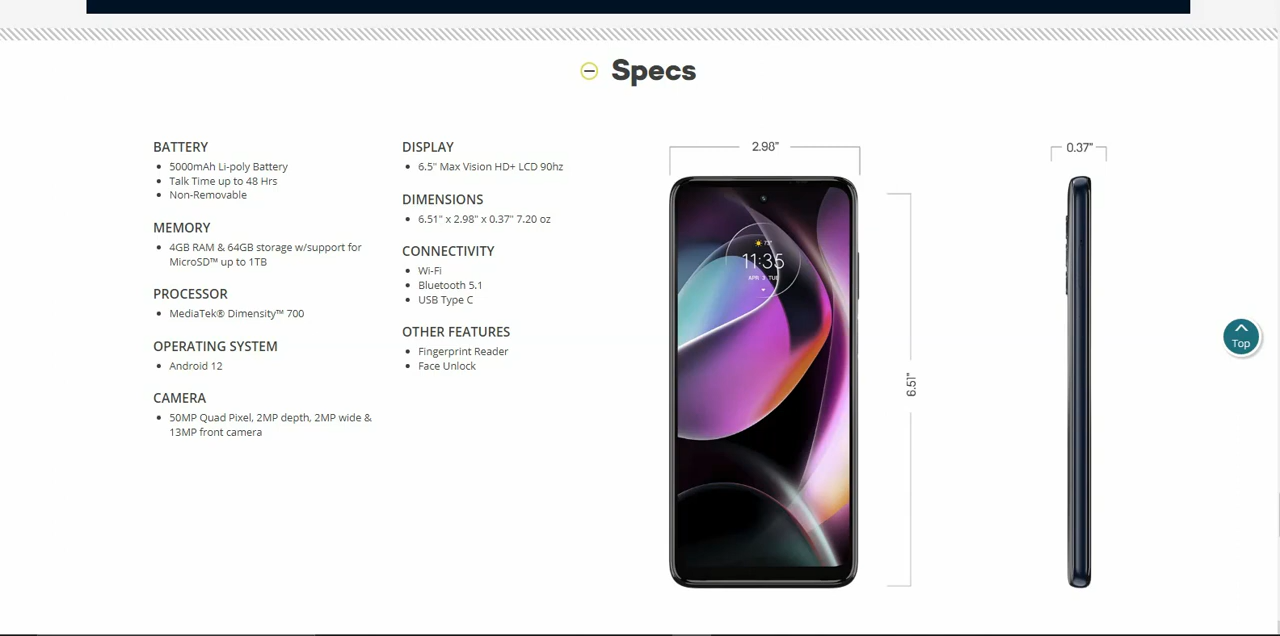 Specs
BATTERY
5000mAh Li-poly Battery
Talk Time up to 48 Hrs
Non-Removable
MEMORY
4GB RAM & 64GB storage w/support for
MicroSD™ up to 1TB
PROCESSOR
MediaTek® Dimensity™ 700
OPERATING SYSTEM
Android 12
CAMERA
50MP Quad Pixel, 2MP depth, 2MP wide &
13MP front camera
DISPLAY
6.5" Max Vision HD+ LCD 90hz
DIMENSIONS
6.51" x 2.98" x 0.37" 7.20 oz
CONNECTIVITY
Wi-Fi
Bluetooth 5.1
USB Type C
OTHER FEATURES
Fingerprint Reader
Face Unlock
2.98"
11:35
APR 3 TUE
6.51"
0.37"
Top